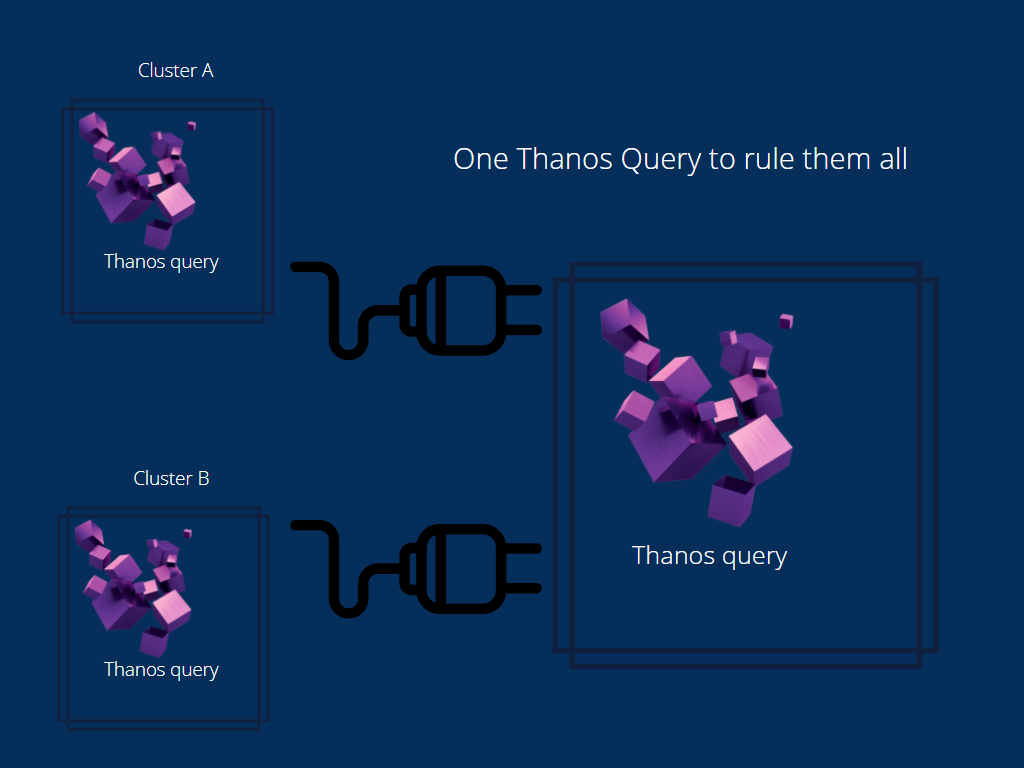 Cluster A
Thanos query
One Thanos Query to rule them all
Cluster B
Thanos query
Thanos query